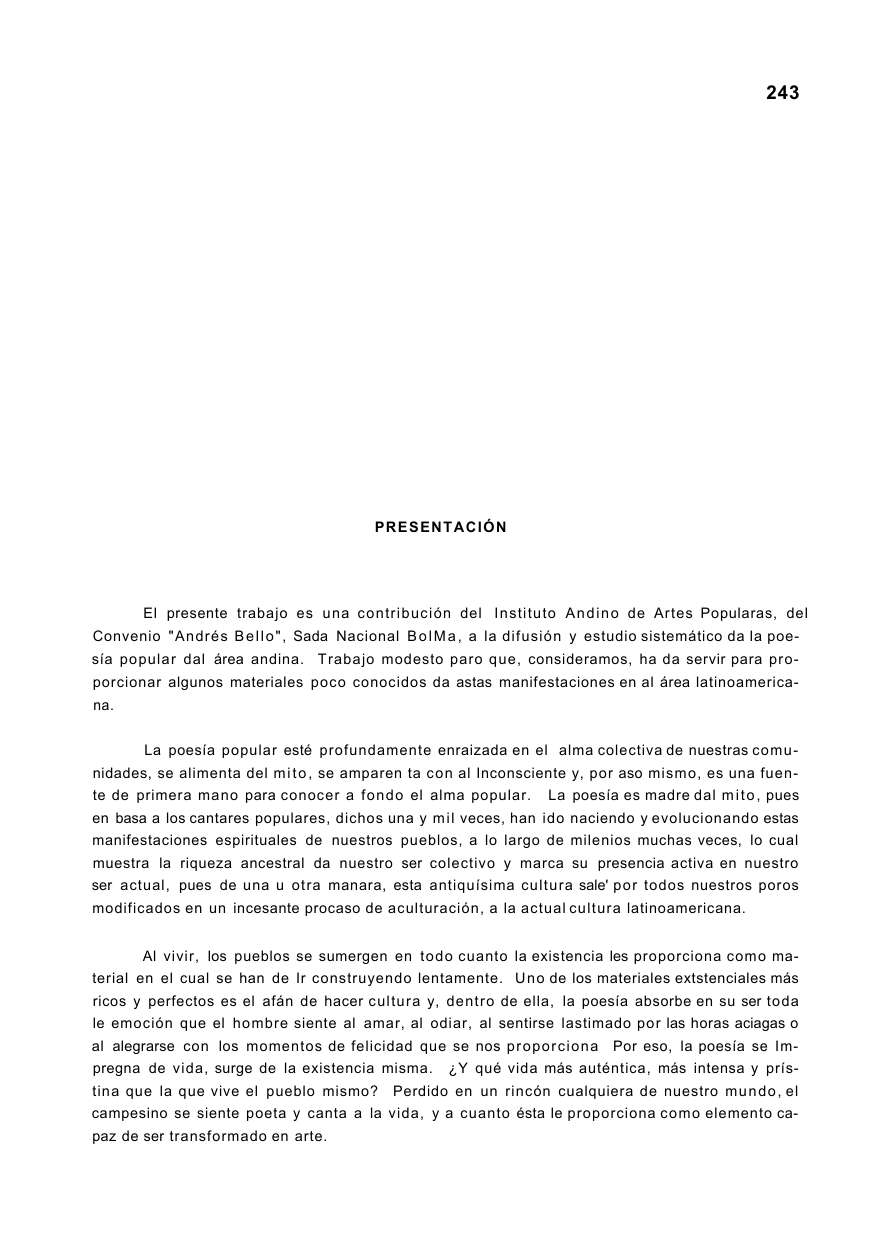 243
PRESENTACIÓN
El presente trabajo es una contribución del Instituto Andino de Artes Popularas, del
Convenio "Andrés Bello", Sada Nacional BolMa, a la difusión y estudio sistemático da la poe-
sía popular dal área andina. Trabajo modesto paro que, consideramos, ha da servir para pro-
porcionar algunos materiales poco conocidos da astas manifestaciones en al área latinoamerica-
na.
La poesía popular esté profundamente enraizada en el alma colectiva de nuestras comu-
nidades, se alimenta del mito, se amparen ta con al Inconsciente y, por aso mismo, es una fuen-
te de primera mano para conocer a fondo el alma popular. La poesía es madre dal mito, pues
en basa a los cantares populares, dichos una y mil veces, han ido naciendo y evolucionando estas
manifestaciones espirituales de nuestros pueblos, a lo largo de milenios muchas veces, lo cual
muestra la riqueza ancestral da nuestro ser colectivo y marca su presencia activa en nuestro
ser actual, pues de una u otra manara, esta antiquísima cultura sale' por todos nuestros poros
modificados en un incesante procaso de aculturación, a la actual cultura latinoamericana.
Al vivir, los pueblos se sumergen en todo cuanto la existencia les proporciona como ma-
terial en el cual se han de Ir construyendo lentamente. Uno de los materiales extstenciales más
ricos y perfectos es el afán de hacer cultura y, dentro de ella, la poesía absorbe en su ser toda
le emoción que el hombre siente al amar, al odiar, al sentirse lastimado por las horas aciagas o
al alegrarse con los momentos de felicidad que se nos proporciona Por eso, la poesía se Im-
pregna de vida, surge de la existencia misma. ¿Y qué vida más auténtica, más intensa y prís-
tina que la que vive el pueblo mismo? Perdido en un rincón cualquiera de nuestro mundo, el
campesino se siente poeta y canta a la vida, y a cuanto ésta le proporciona como elemento ca-
paz de ser transformado en arte.